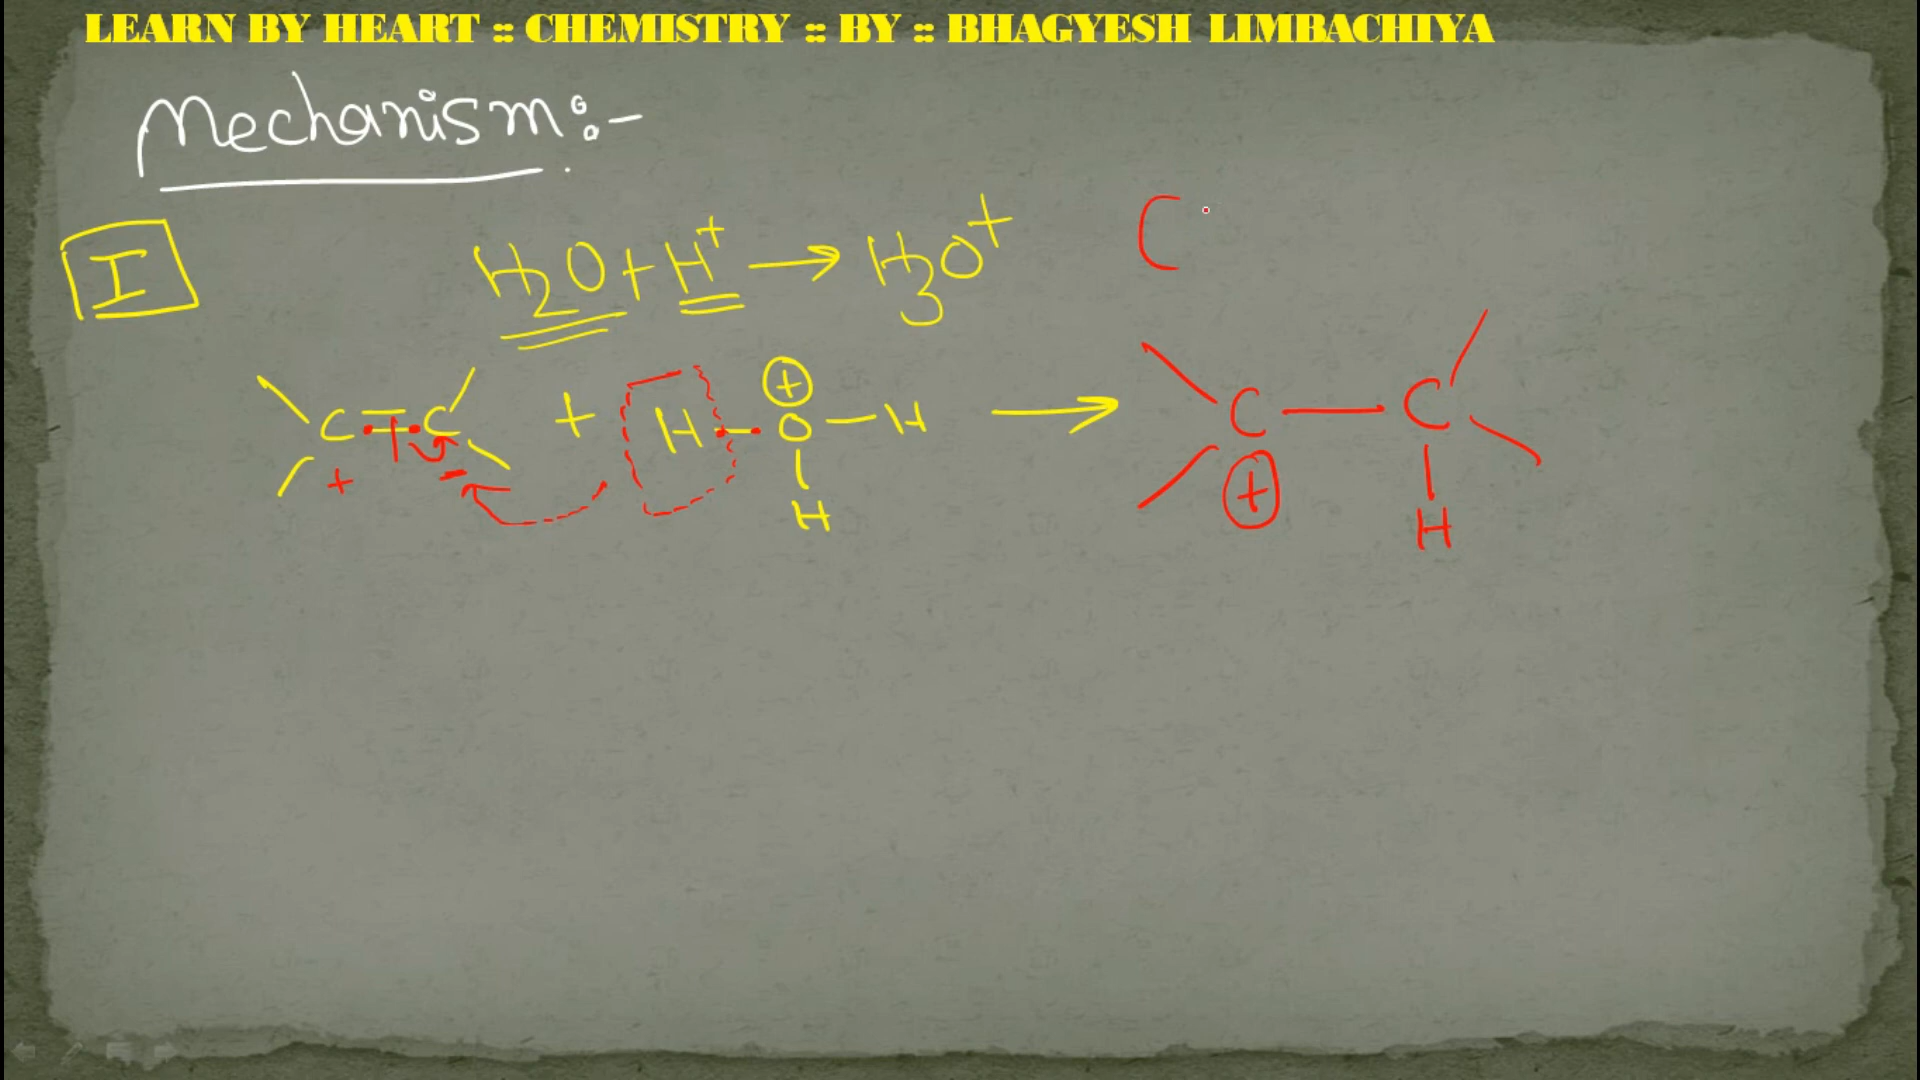 LEARN BY HEART :: CHEMISTRY :: BY :: BHAGYESH LIMBACHIYA
Mechanism:-
I
H2O + H+ → H3O+
C
C = C + H - O - H → C - C
+ - + H + H